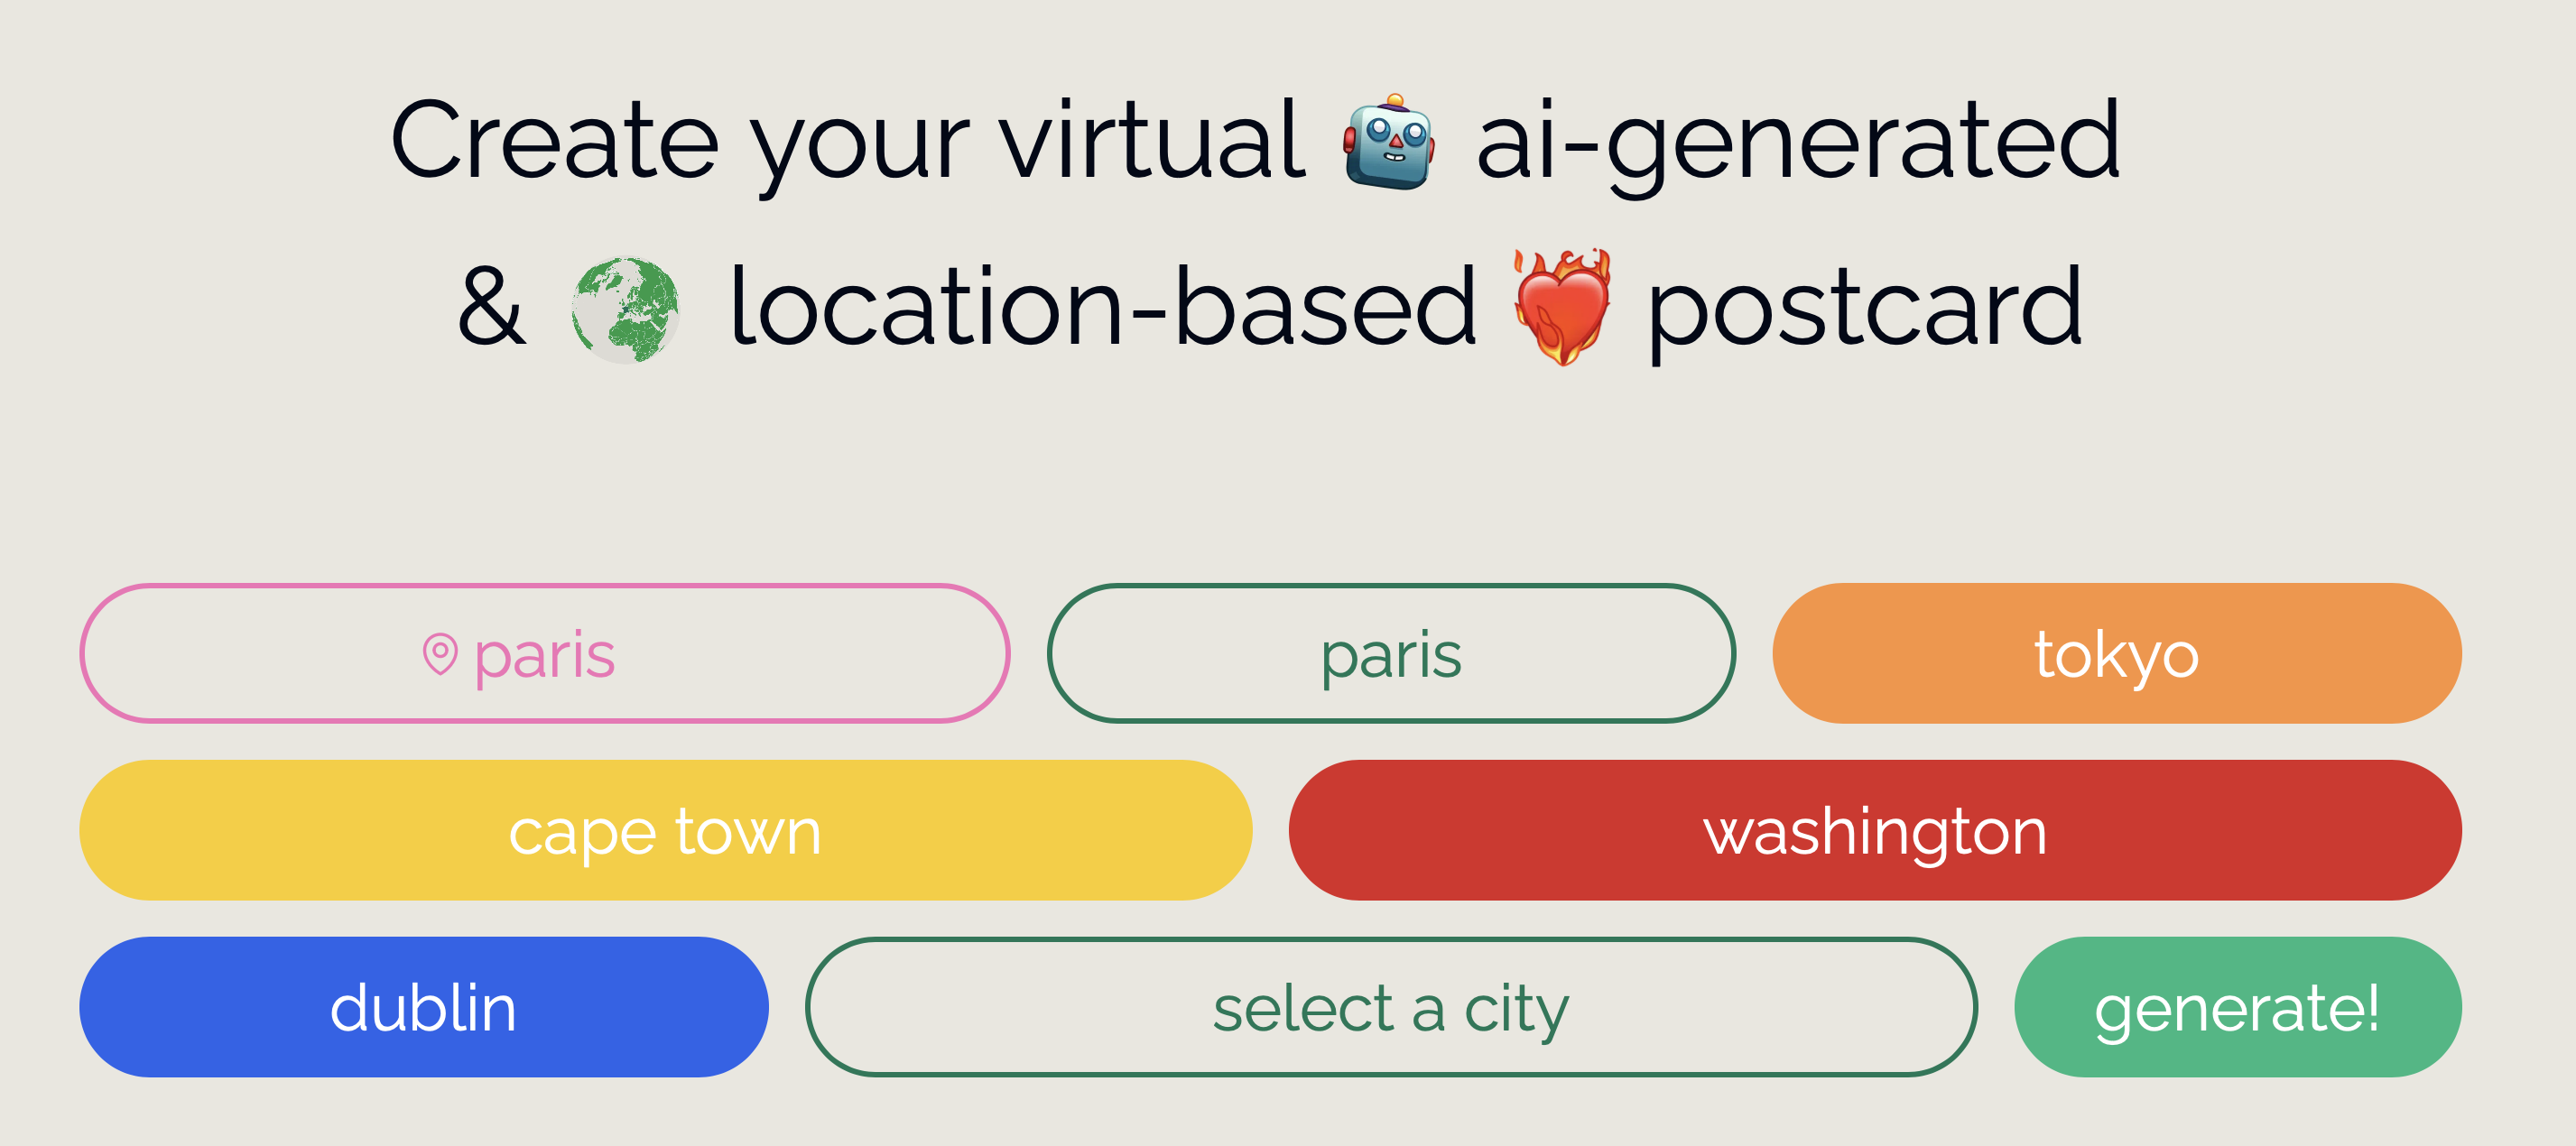 Create your virtual 🤖 ai-generated
& location-based ❤️‍🔥 postcard
paris
paris
tokyo
cape town
washington
dublin
select a city
generate!